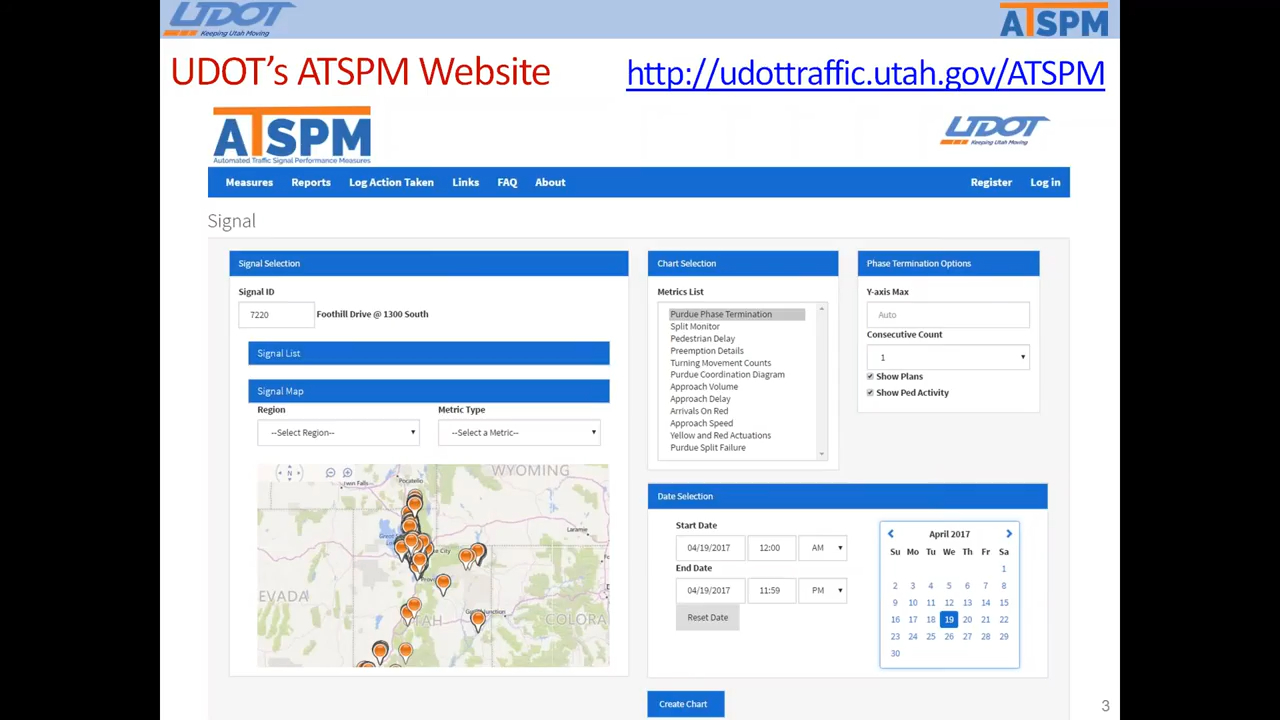 UDOT
Keeping Utah Moving
ATSPM
UDOT's ATSPM Website
http://udottraffic.utah.gov/ATSPM
ATSPM
Automated Traffic Signal Performance Measures
UDOT
Keeping Utah Moving
Measures Reports Log Action Taken Links FAQ About Register Log in
Signal
Signal Selection
Signal ID
7220 Foothill Drive @ 1300 South
Signal List
Signal Map
Region Metric Type
--Select Region-- --Select a Metric--
N
WYOMING
Twin Falls
Pocatello
Laramie
Provo
EVADA
UTAH
COLORA
Chart Selection
Metrics List
Purdue Phase Termination
Split Monitor
Pedestrian Delay
Preemption Details
Turning Movement Counts
Purdue Coordination Diagram
Approach Volume
Approach Delay
Arrivals On Red
Approach Speed
Yellow and Red Actuations
Purdue Split Failure
Phase Termination Options
Y-axis Max
Auto
Consecutive Count
1
Show Plans
Show Ped Activity
Date Selection
Start Date
04/19/2017 12:00 AM
End Date
04/19/2017 11:59 PM
Reset Date
April 2017
Su Mo Tu We Th Fr Sa
1
2 3 4 5 6 7 8
9 10 11 12 13 14 15
16 17 18 19 20 21 22
23 24 25 26 27 28 29
30
Create Chart
3